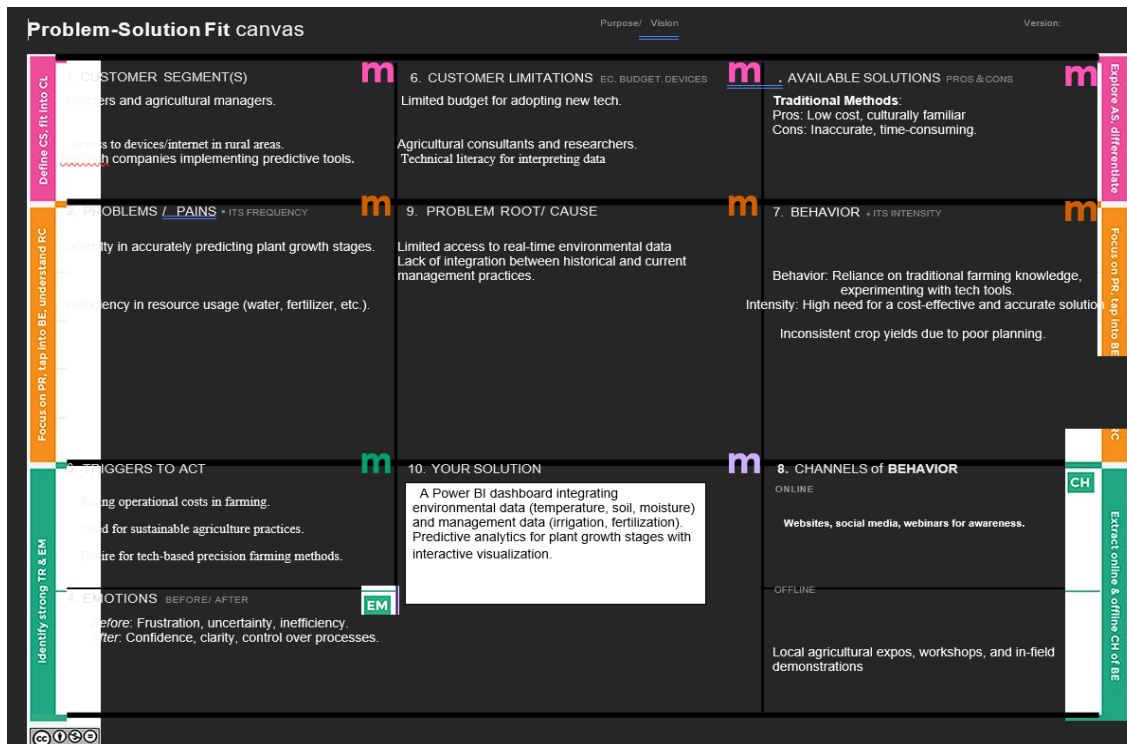 Problem-Solution Fit canvas
Purpose/ Vision
Version:
Define CS, fit into CL
1. CUSTOMER SEGMENT(S)
Farmers and agricultural managers.
Access to devices/internet in rural areas.
companies implementing predictive tools.
m
6. CUSTOMER LIMITATIONS EC. BUDGET. DEVICES
Limited budget for adopting new tech.
Agricultural consultants and researchers.
Technical literacy for interpreting data
m
. AVAILABLE SOLUTIONS PROS & CONS
Traditional Methods:
Pros: Low cost, culturally familiar
Cons: Inaccurate, time-consuming.
m
Explore AS, differentiate
Focus on PR, tap into BE, understand RC
2. PROBLEMS / PAINS + ITS FREQUENCY
Difficulty in accurately predicting plant growth stages.
Inefficiency in resource usage (water, fertilizer, etc.).
m
9. PROBLEM ROOT/ CAUSE
Limited access to real-time environmental data
Lack of integration between historical and current
management practices.
m
7. BEHAVIOR + ITS INTENSITY
Behavior: Reliance on traditional farming knowledge,
experimenting with tech tools.
Intensity: High need for a cost-effective and accurate solution
Inconsistent crop yields due to poor planning.
m
Focus on PR, tap into BE
RC
Identify strong TR & EM
TRIGGERS TO ACT
Rising operational costs in farming.
Need for sustainable agriculture practices.
Desire for tech-based precision farming methods.
m
4. EMOTIONS BEFORE/ AFTER
Before: Frustration, uncertainty, inefficiency.
After: Confidence, clarity, control over processes.
EM
10. YOUR SOLUTION
A Power BI dashboard integrating
environmental data (temperature, soil, moisture)
and management data (irrigation, fertilization).
Predictive analytics for plant growth stages with
interactive visualization.
m
8. CHANNELS of BEHAVIOR
ONLINE
Websites, social media, webinars for awareness.
OFFLINE
Local agricultural expos, workshops, and in-field
demonstrations
CH
Extract online & offline CH of BE
cc